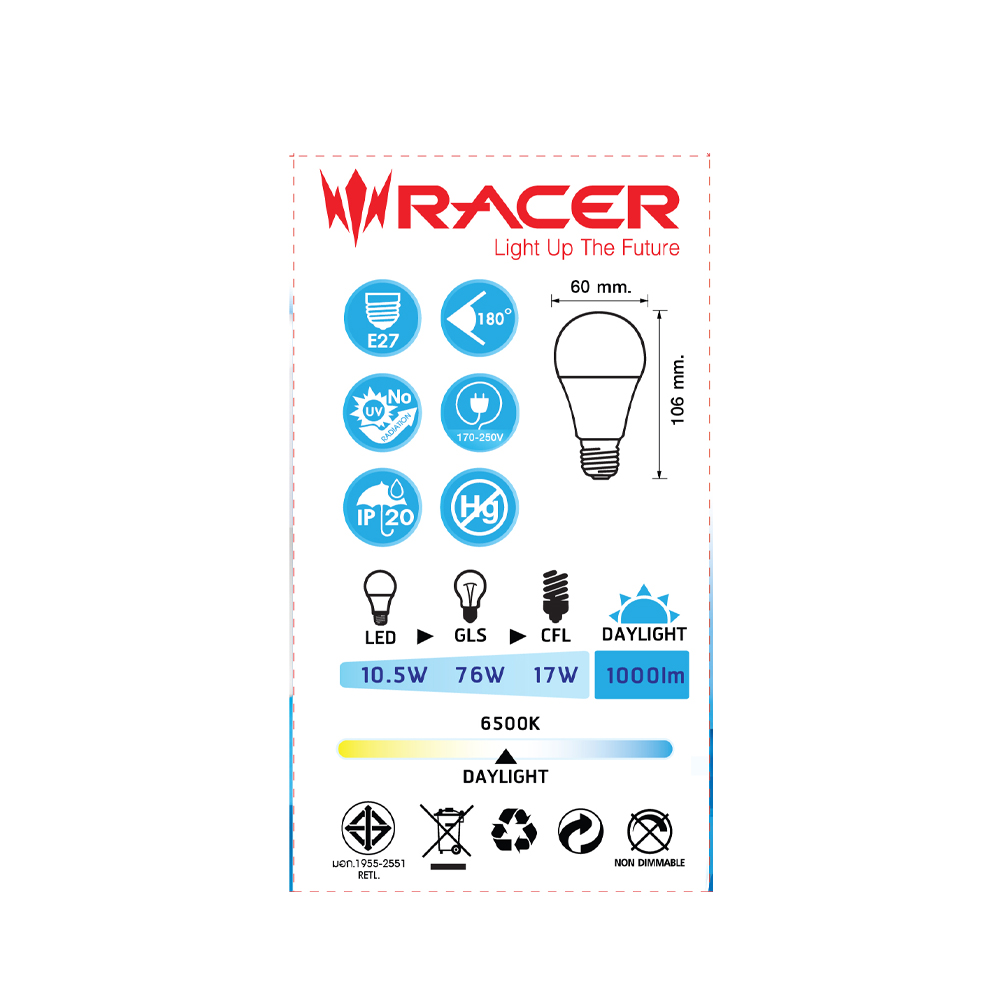 RACER
Light Up The Future
E27
180°
60 mm.
106 mm.
UV No
RADIATION
170-250V
IP 20
Hg
LED GLS CFL DAYLIGHT
10.5W 76W 17W 1000lm
6500K
DAYLIGHT
มอก.1955-2551
RETL.
NON DIMMABLE